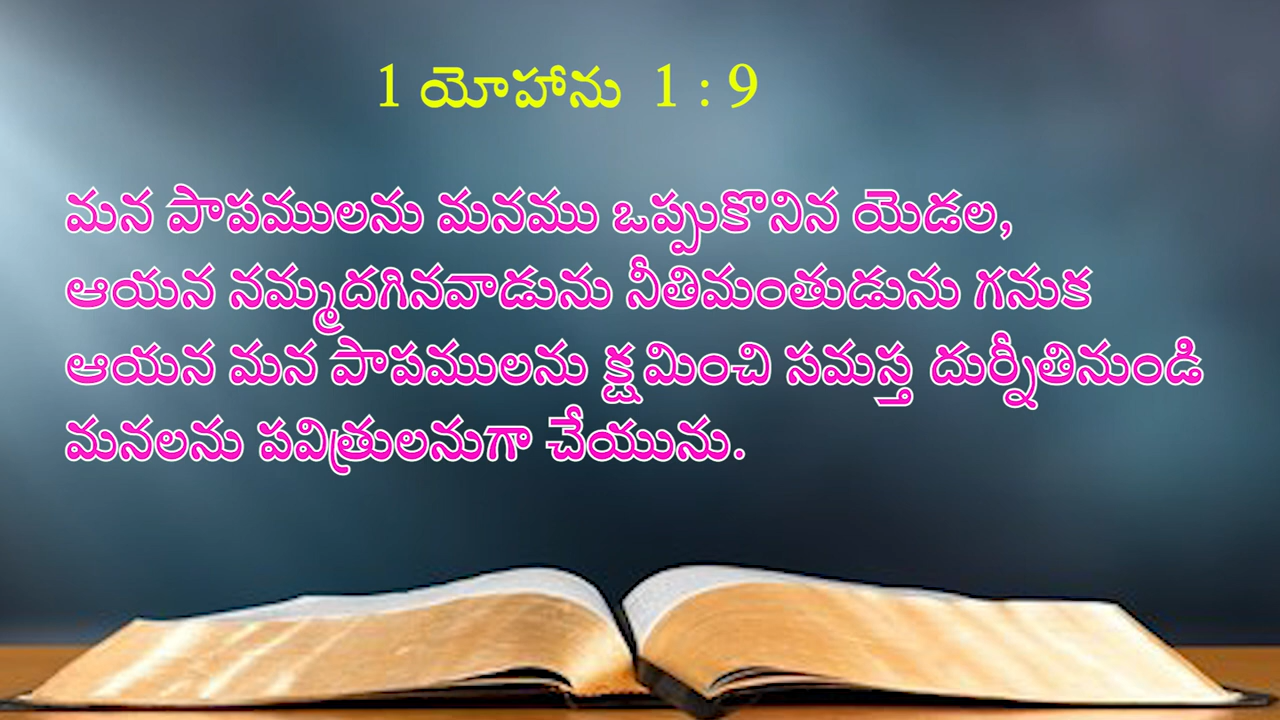 1 యోహాను 1 : 9
మన పాపములను మనము ఒప్పుకొనిన యెడల,
ఆయన నమ్మదగినవాడును నీతిమంతుడును గనుక
ఆయన మన పాపములను క్షమించి సమస్త దుర్నీతినుండి
మనలను పవిత్రులనుగా చేయును.